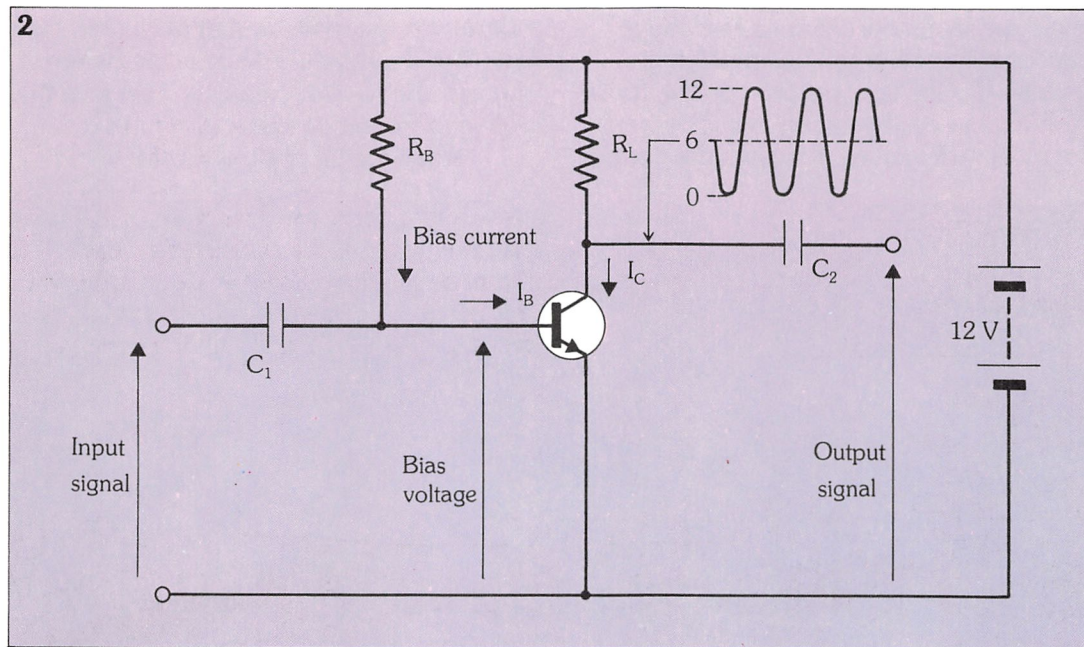 2
R_B
R_L
12
6
0
Bias current
I_B
I_C
C_1
C_2
12 V
Input
signal
Bias
voltage
Output
signal